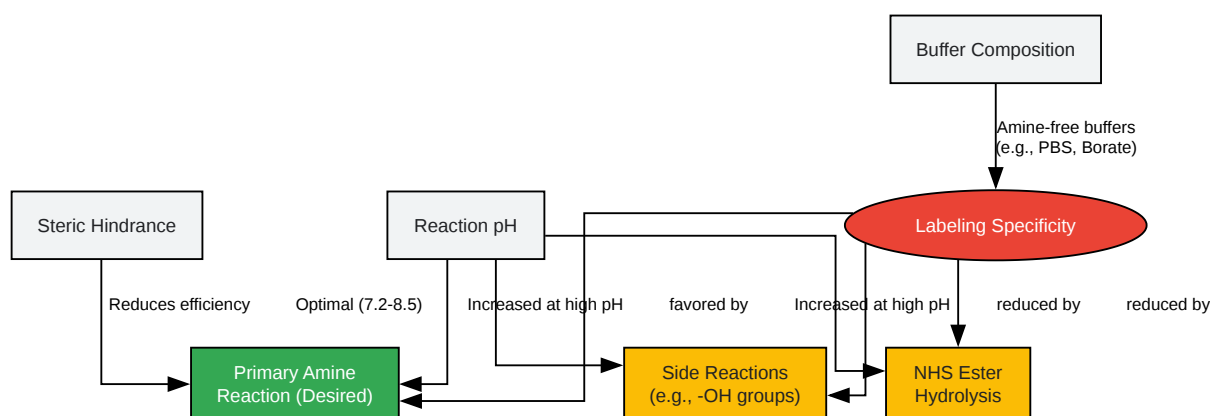 Buffer Composition
Amine-free buffers
(e.g., PBS, Borate)
Steric Hindrance
Reaction pH
Labeling Specificity
Reduces efficiency
Optimal (7.2-8.5)
Increased at high pH
favored by
Increased at high pH
reduced by
reduced by
Primary Amine
Reaction (Desired)
Side Reactions
(e.g., -OH groups)
NHS Ester
Hydrolysis